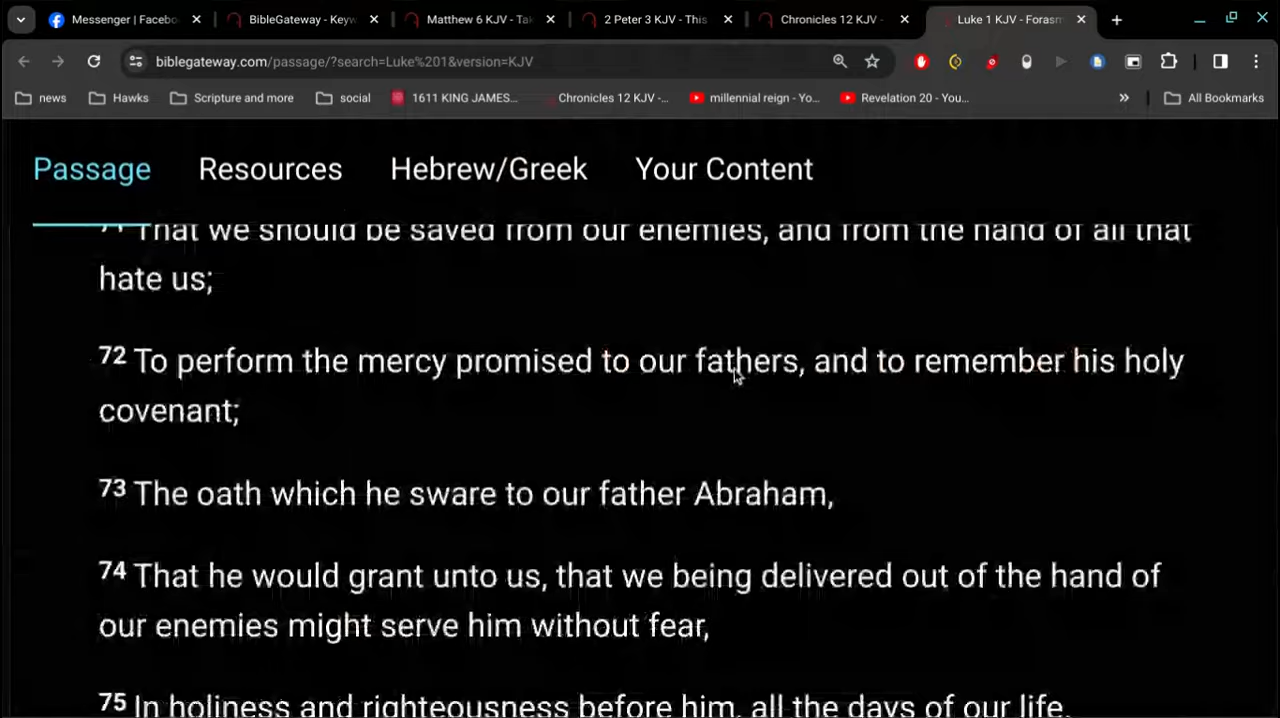 Messenger | Facebo
BibleGateway - Keyw
Matthew 6 KJV - Tak
2 Peter 3 KJV - This
Chronicles 12 KJV -
Luke 1 KJV - Forasm
biblegateway.com/passage/?search=Luke%201&version=KJV
news
Hawks
Scripture and more
social
1611 KING JAMES...
Chronicles 12 KJV -...
millennial reign - Yo...
Revelation 20 - You...
All Bookmarks
Passage
Resources
Hebrew/Greek
Your Content
71 That we should be saved from our enemies, and from the hand of all that
hate us;
72 To perform the mercy promised to our fathers, and to remember his holy
covenant;
73 The oath which he sware to our father Abraham,
74 That he would grant unto us, that we being delivered out of the hand of
our enemies might serve him without fear,
75 In holiness and righteousness before him, all the days of our life.